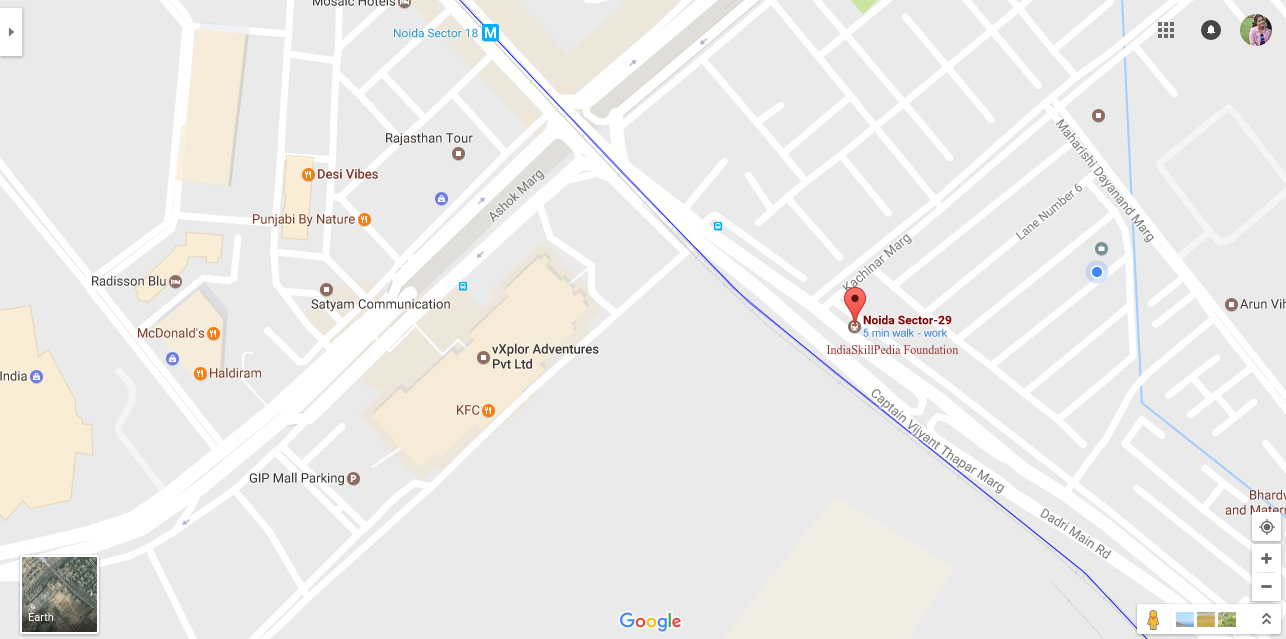 Mosaic Hotels
Noida Sector 18 M
Rajasthan Tour
Desi Vibes
Ashok Marg
Punjabi By Nature
Maharishi Dayanand Marg
Lane Number 6
Kachinar Marg
Radisson Blu
Satyam Communication
Arun Vih
McDonald's
Noida Sector-29
5 min walk - work
IndiaSkillPedia Foundation
vXplor Adventures
Pvt Ltd
Haldiram
India
KFC
Captain Vijyant Thapar Marg
GIP Mall Parking P
Bhardw
and Matern
Dadri Main Rd
Earth
Google